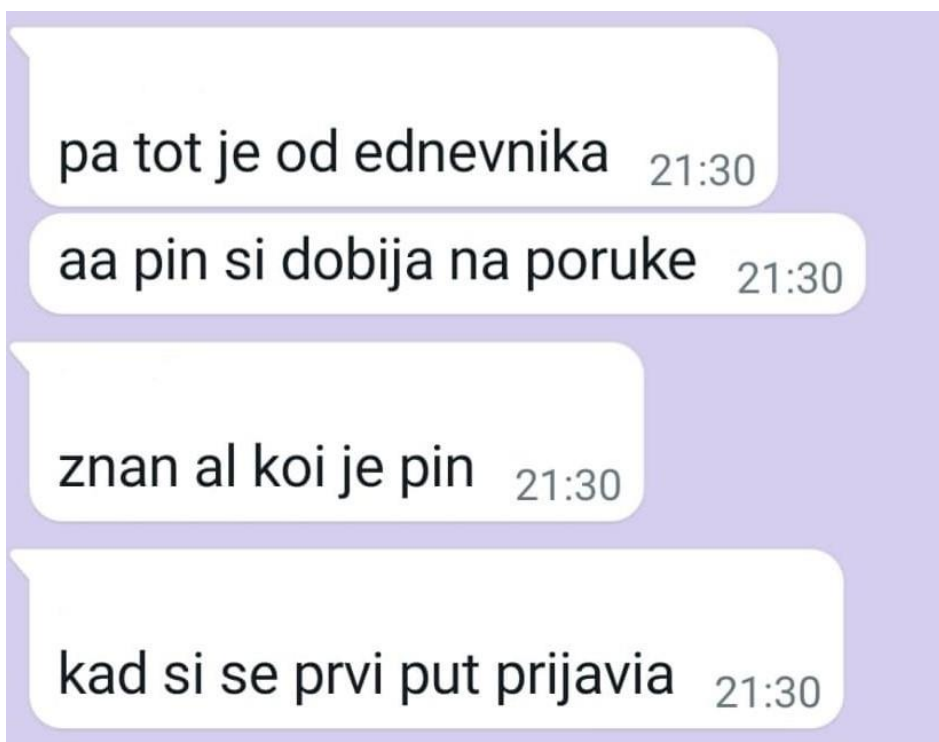 pa tot je od ednevnika 21:30
aa pin si dobija na poruke 21:30
znan al koi je pin 21:30
kad si se prvi put prijavia 21:30